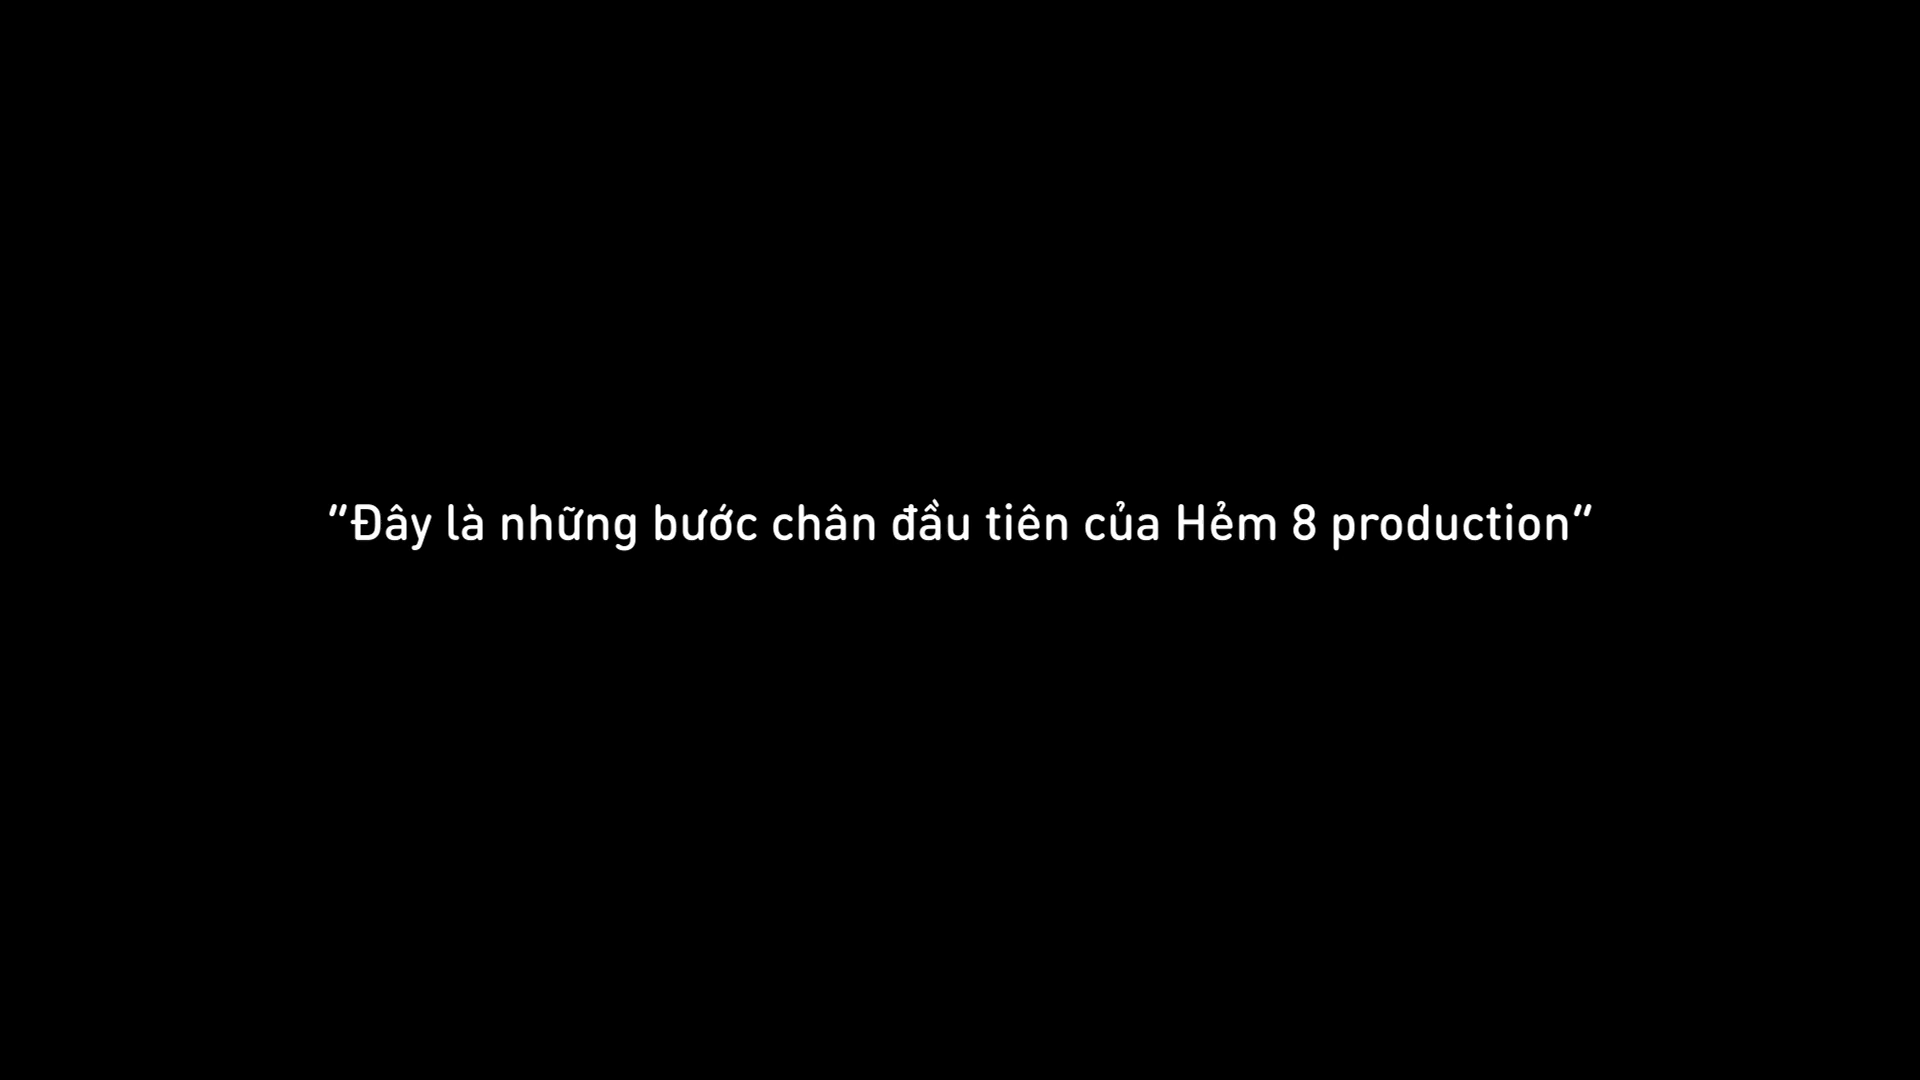 “Đây là những bước chân đầu tiên của Hẻm 8 production“